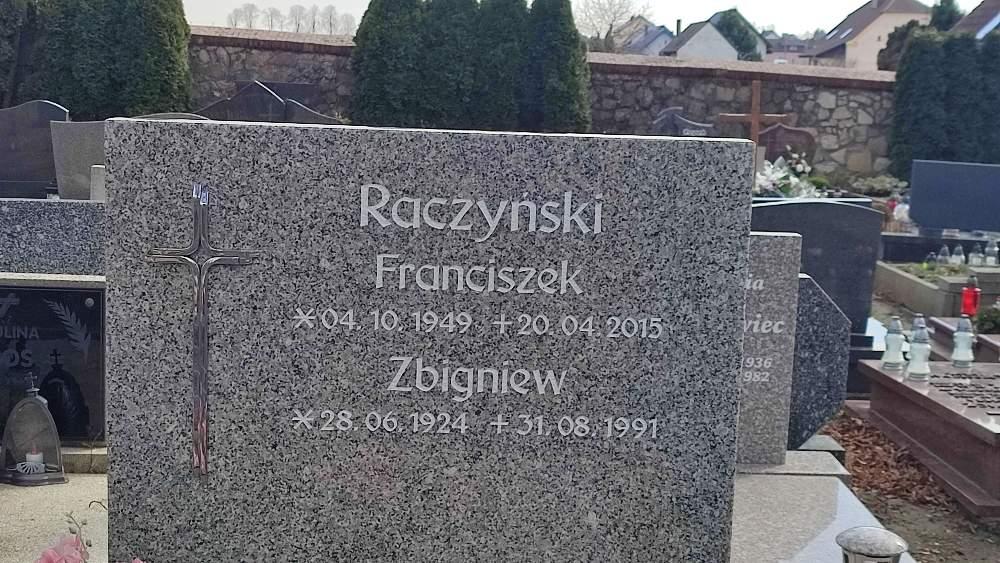 Raczyński
Franciszek
*04. 10. 1949 +20. 04 2015
Zbigniew
*28. 06. 1924 +31. 08. 1991